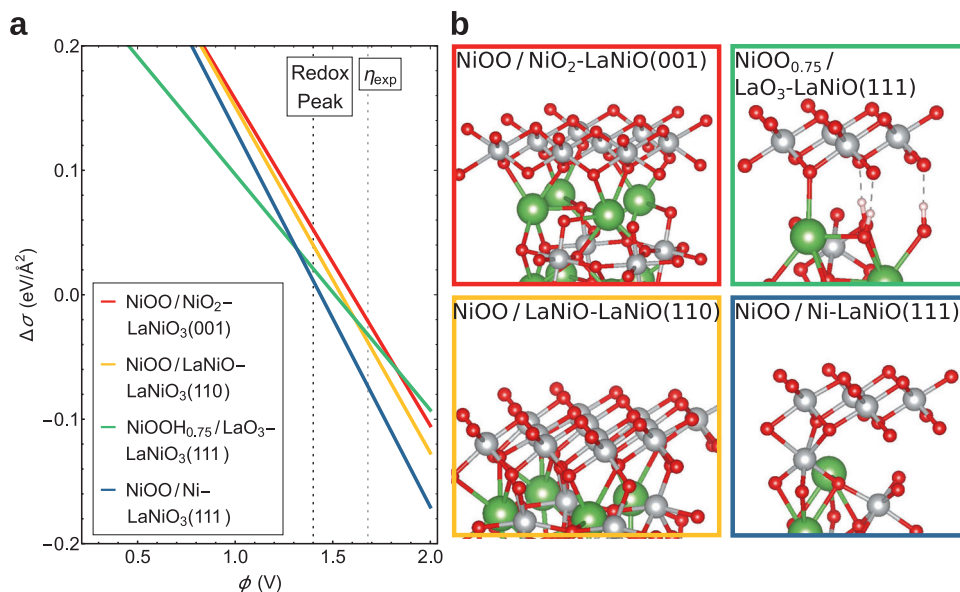 a
b
0.2
0.1
0.0
−0.1
−0.2
Δσ (eV/Å²)
Redox
Peak
ηexp
NiOO/NiO₂−
LaNiO₃(001)
NiOO/LaNiO−
LaNiO₃(110)
NiOOH₀.₇₅/LaO₃−
LaNiO₃(111)
NiOO/Ni−
LaNiO₃(111)
0.5 1.0 1.5 2.0
ϕ (V)
NiOO/NiO₂-LaNiO(001)
NiOO₀.₇₅/
LaO₃-LaNiO(111)
NiOO/LaNiO-LaNiO(110)
NiOO/Ni-LaNiO(111)